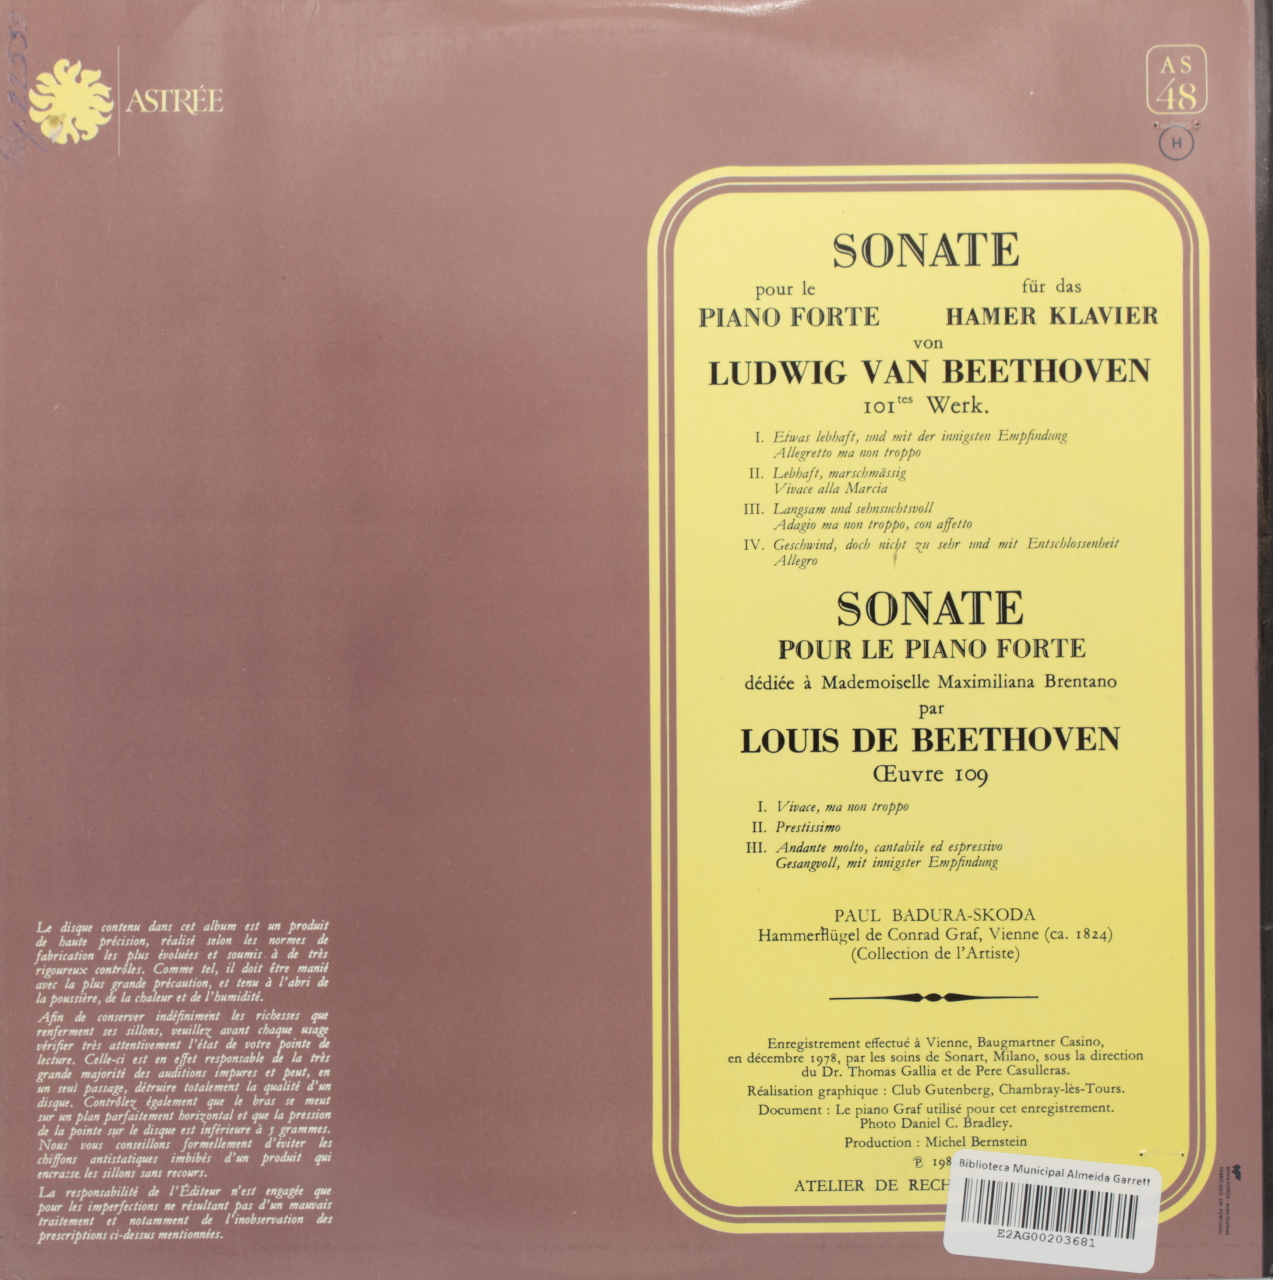 ASTRÉE
AS
48
H
SONATE
pour le für das
PIANO FORTE HAMER KLAVIER
von
LUDWIG VAN BEETHOVEN
101tes Werk.
I. Etwas lebhaft, und mit der innigsten Empfindung
Allegretto ma non troppo
II. Lebhaft, marschmässig
Vivace alla Marcia
III. Langsam und sehnsuchtsvoll
Adagio ma non troppo, con affetto
IV. Geschwind, doch nicht zu sehr und mit Entschlossenheit
Allegro
SONATE
POUR LE PIANO FORTE
dédiée à Mademoiselle Maximiliana Brentano
par
LOUIS DE BEETHOVEN
Œuvre 109
I. Vivace, ma non troppo
II. Prestissimo
III. Andante molto, cantabile ed espressivo
Gesangvoll, mit innigster Empfindung
PAUL BADURA-SKODA
Hammerflügel de Conrad Graf, Vienne (ca. 1824)
(Collection de l'Artiste)
Enregistrement effectué à Vienne, Baugmartner Casino,
en décembre 1978, par les soins de Sonart, Milano, sous la direction
du Dr. Thomas Gallia et de Pere Casulleras.
Réalisation graphique : Club Gutenberg, Chambray-lès-Tours.
Document : Le piano Graf utilisé pour cet enregistrement.
Photo Daniel C. Bradley.
Production : Michel Bernstein
℗ 198
ATELIER DE RECH
Biblioteca Municipal Almeida Garrett
E2AG00203681
Le disque contenu dans cet album est un produit
de haute précision, réalisé selon les normes de
fabrication les plus évoluées et soumis à de très
rigoureux contrôles. Comme tel, il doit être manié
avec la plus grande précaution, et tenu à l'abri de
la poussière, de la chaleur et de l'humidité.
Afin de conserver indéfiniment les richesses que
renferment ses sillons, veuillez avant chaque usage
vérifier très attentivement l'état de votre pointe de
lecture. Celle-ci est en effet responsable de la très
grande majorité des auditions impures et peut, en
un seul passage, détruire totalement la qualité d'un
disque. Contrôlez également que le bras se meut
sur un plan parfaitement horizontal et que la pression
de la pointe sur le disque est inférieure à 3 grammes.
Nous vous conseillons formellement d'éviter les
chiffons antistatiques imbibés d'un produit qui
encrasse les sillons sans recours.
La responsabilité de l'Éditeur n'est engagée que
pour les imperfections ne résultant pas d'un mauvais
traitement et notamment de l'inobservation des
prescriptions ci-dessus mentionnées.